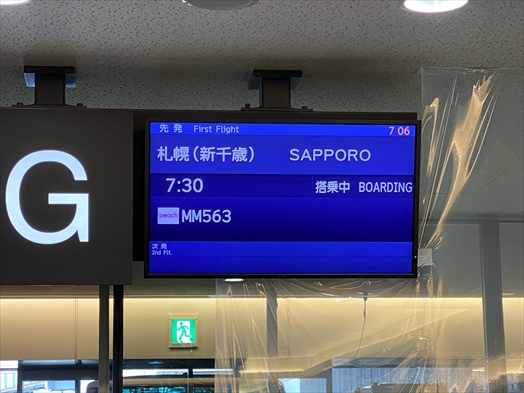 先発 First Flight 7 06
札幌(新千歳) SAPPORO
7:30 搭乗中 BOARDING
peach MM563
次発
2nd Flt.
G